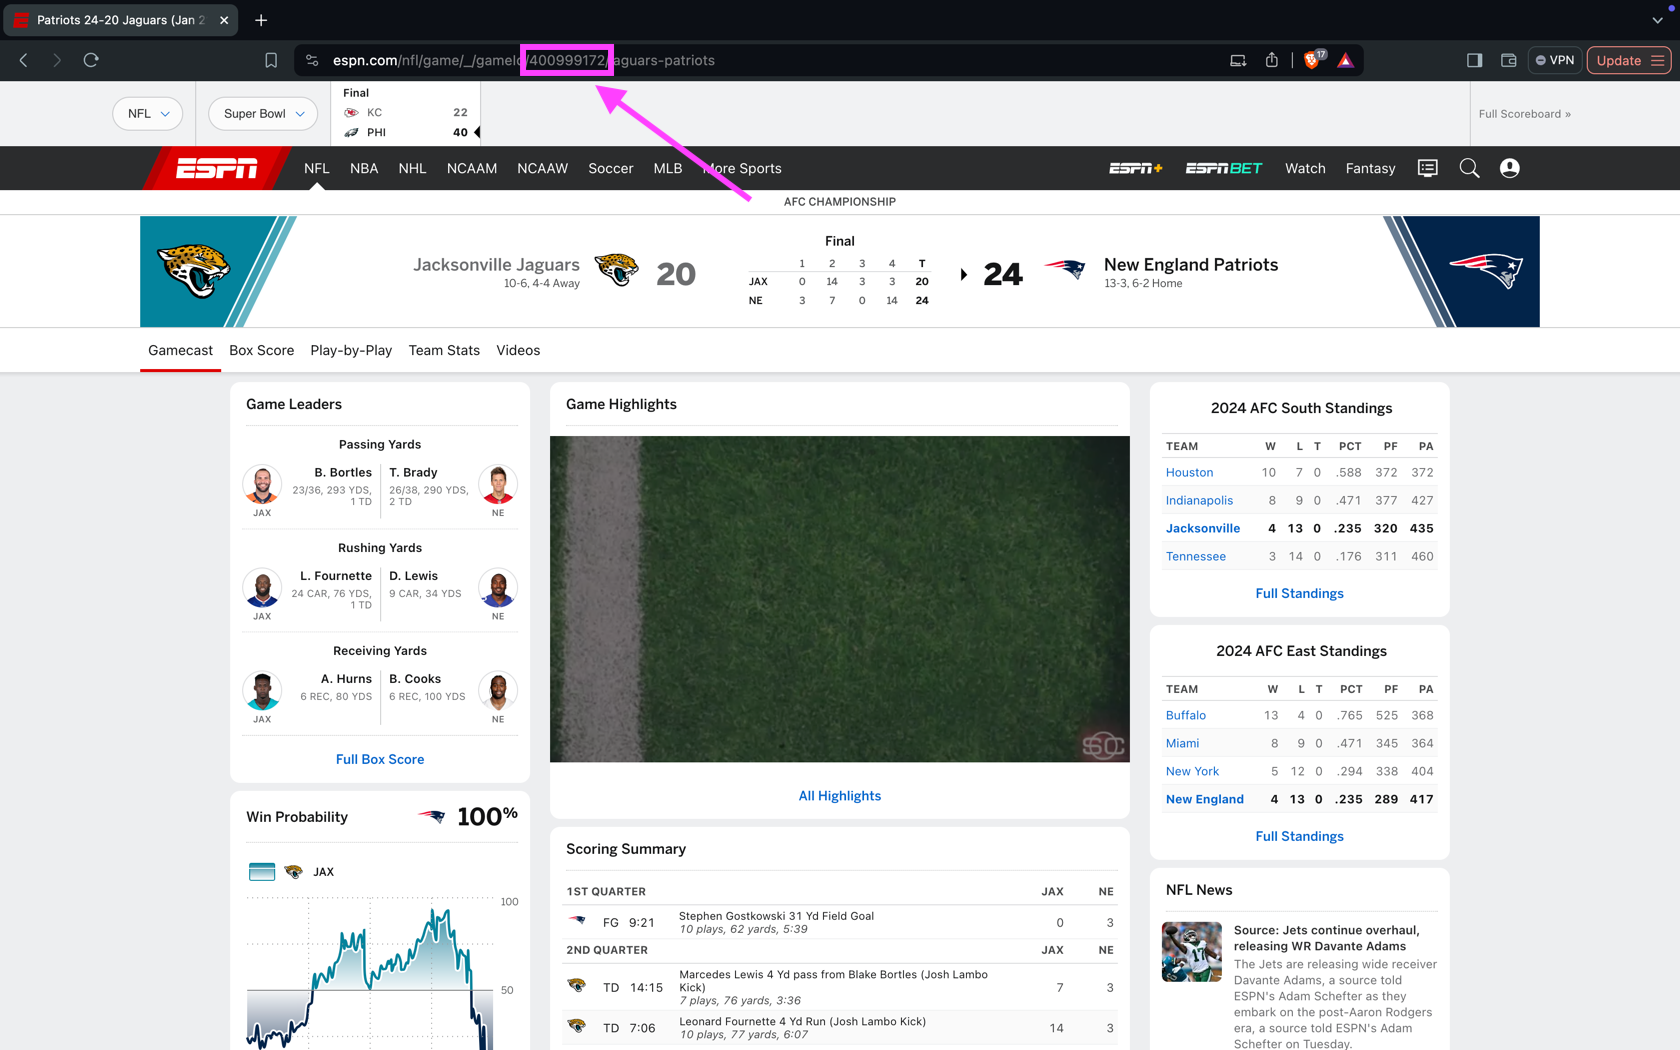 Patriots 24-20 Jaguars (Jan 2
espn.com/nfl/game/_/gameId/400999172/jaguars-patriots
17
VPN
Update
NFL
Super Bowl
Final
KC 22
PHI 40
Full Scoreboard »
ESPN
NFL NBA NHL NCAAM NCAAW Soccer MLB More Sports
ESPN+ ESPN BET Watch Fantasy
AFC CHAMPIONSHIP
Jacksonville Jaguars
10-6, 4-4 Away
20
Final
1 2 3 4 T
JAX 0 14 3 3 20
NE 3 7 0 14 24
24
New England Patriots
13-3, 6-2 Home
Gamecast Box Score Play-by-Play Team Stats Videos
Game Leaders
Passing Yards
B. Bortles
23/36, 293 YDS,
1 TD
JAX
T. Brady
26/38, 290 YDS,
2 TD
NE
Rushing Yards
L. Fournette
24 CAR, 76 YDS,
1 TD
JAX
D. Lewis
9 CAR, 34 YDS
NE
Receiving Yards
A. Hurns
6 REC, 80 YDS
JAX
B. Cooks
6 REC, 100 YDS
NE
Full Box Score
Win Probability
100%
JAX
100
50
Game Highlights
SC
All Highlights
Scoring Summary
1ST QUARTER JAX NE
FG 9:21 Stephen Gostkowski 31 Yd Field Goal 0 3
10 plays, 62 yards, 5:39
2ND QUARTER JAX NE
Marcedes Lewis 4 Yd pass from Blake Bortles (Josh Lambo
TD 14:15 Kick) 7 3
7 plays, 76 yards, 3:36
TD 7:06 Leonard Fournette 4 Yd Run (Josh Lambo Kick) 14 3
10 plays, 77 yards, 6:07
2024 AFC South Standings
TEAM W L T PCT PF PA
Houston 10 7 0 .588 372 372
Indianapolis 8 9 0 .471 377 427
Jacksonville 4 13 0 .235 320 435
Tennessee 3 14 0 .176 311 460
Full Standings
2024 AFC East Standings
TEAM W L T PCT PF PA
Buffalo 13 4 0 .765 525 368
Miami 8 9 0 .471 345 364
New York 5 12 0 .294 338 404
New England 4 13 0 .235 289 417
Full Standings
NFL News
Source: Jets continue overhaul,
releasing WR Davante Adams
The Jets are releasing wide receiver
Davante Adams, a source told
ESPN's Adam Schefter as they
embark on the post-Aaron Rodgers
era, a source told ESPN's Adam
Schefter on Tuesday.